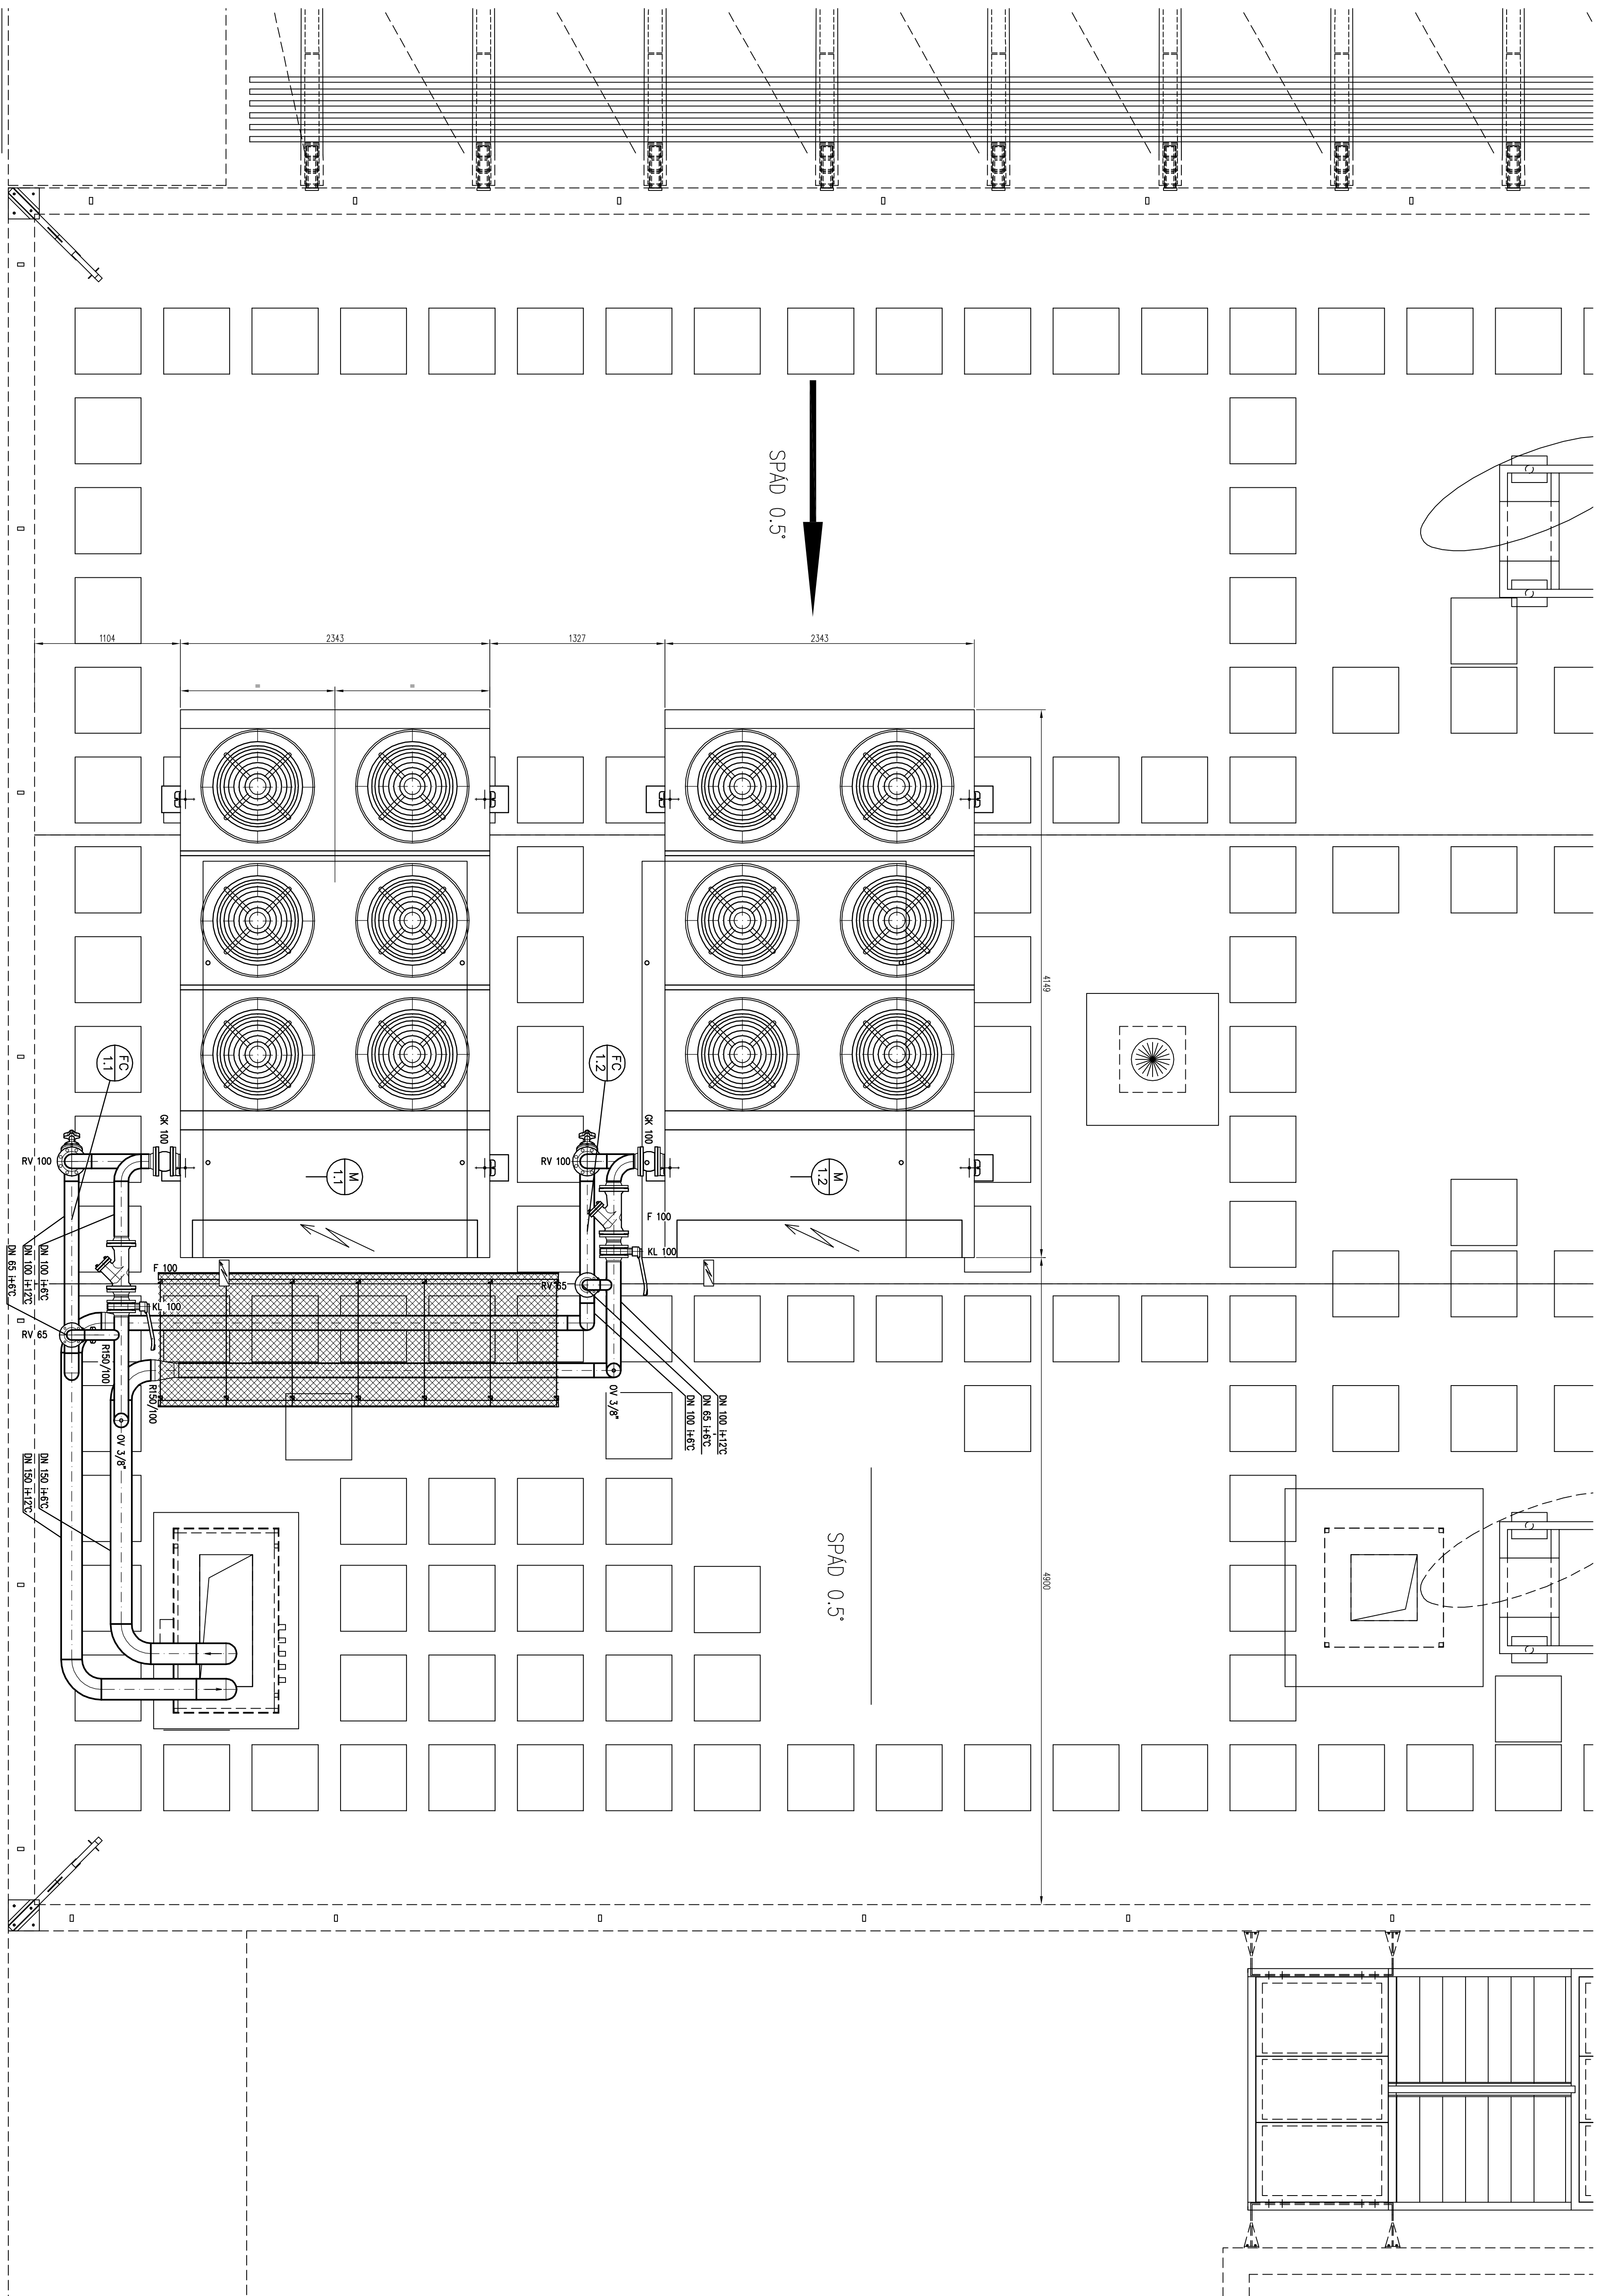 SPÁD 0.5°
1104
2343
1327
2343
=
=
4149
FC
1.1
FC
1.2
GK 100
GK 100
RV 100
RV 100
M
1.1
M
1.2
F 100
KL 100
DN 65 i+6°C
DN 100 i+12°C
DN 100 i+6°C
F 100
RV 65
KL 100
RV 65
R150/100
R150/100
OV 3/8"
OV 3/8"
DN 100 i+6°C
DN 65 i+6°C
DN 100 i+12°C
DN 150 i+12°C
DN 150 i+6°C
SPÁD 0.5°
4900